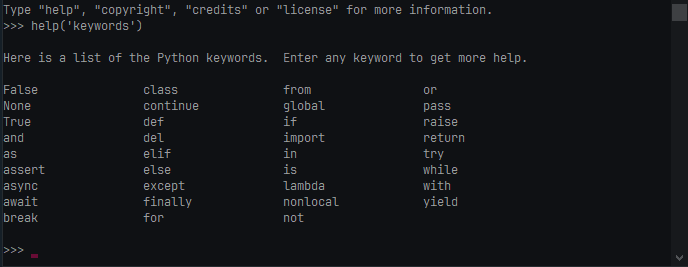 Type "help", "copyright", "credits" or "license" for more information.
>>> help('keywords')
Here is a list of the Python keywords.  Enter any keyword to get more help.
False               class               from                or
None                continue            global              pass
True                def                 if                  raise
and                 del                 import              return
as                  elif                in                  try
assert              else                is                  while
async               except              lambda              with
await               finally             nonlocal            yield
break               for                 not
>>>